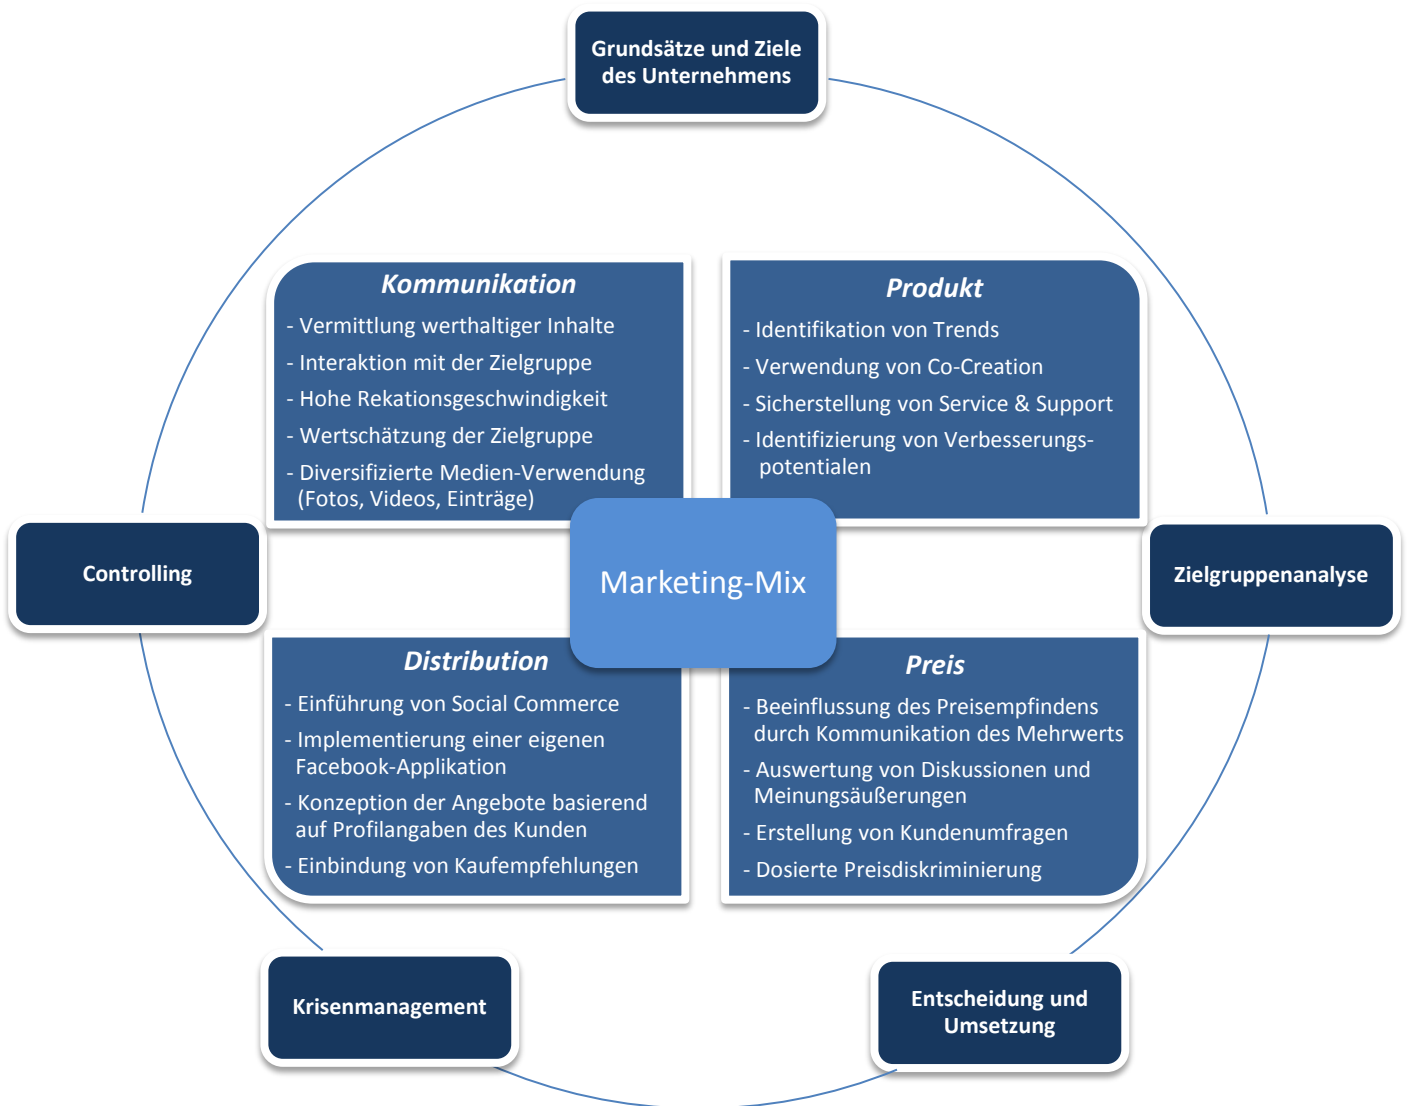 Grundsätze und Ziele
des Unternehmens
Kommunikation
- Vermittlung werthaltiger Inhalte
- Interaktion mit der Zielgruppe
- Hohe Rekationsgeschwindigkeit
- Wertschätzung der Zielgruppe
- Diversifizierte Medien-Verwendung
(Fotos, Videos, Einträge)
Produkt
- Identifikation von Trends
- Verwendung von Co-Creation
- Sicherstellung von Service & Support
- Identifizierung von Verbesserungs-
potentialen
Controlling
Marketing-Mix
Zielgruppenanalyse
Distribution
- Einführung von Social Commerce
- Implementierung einer eigenen
Facebook-Applikation
- Konzeption der Angebote basierend
auf Profilangaben des Kunden
- Einbindung von Kaufempfehlungen
Preis
- Beeinflussung des Preisempfindens
durch Kommunikation des Mehrwerts
- Auswertung von Diskussionen und
Meinungsäußerungen
- Erstellung von Kundenumfragen
- Dosierte Preisdiskriminierung
Krisenmanagement
Entscheidung und
Umsetzung